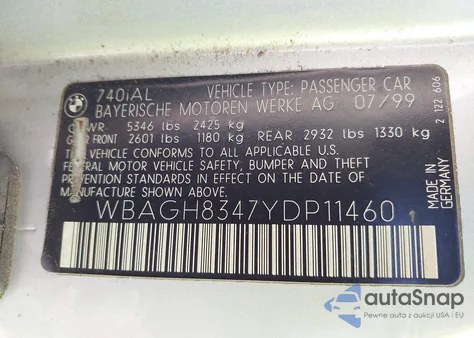 740iAL VEHICLE TYPE: PASSENGER CAR
BAYERISCHE MOTOREN WERKE AG 07/99
GVWR 5346 lbs 2425 kg
FRONT 2601 lbs 1180 kg REAR: 2932 lbs 1330 kg
THIS VEHICLE CONFORMS TO ALL APPLICABLE U.S.
FEDERAL MOTOR VEHICLE SAFETY, BUMPER AND THEFT
PREVENTION STANDARDS IN EFFECT ON THE DATE OF
MANUFACTURE SHOWN ABOVE.
WBAGH8347YDP11460 1
MADE IN GERMANY
2 122 606
autoSnap
Pewne auta z aukcji USA i EU